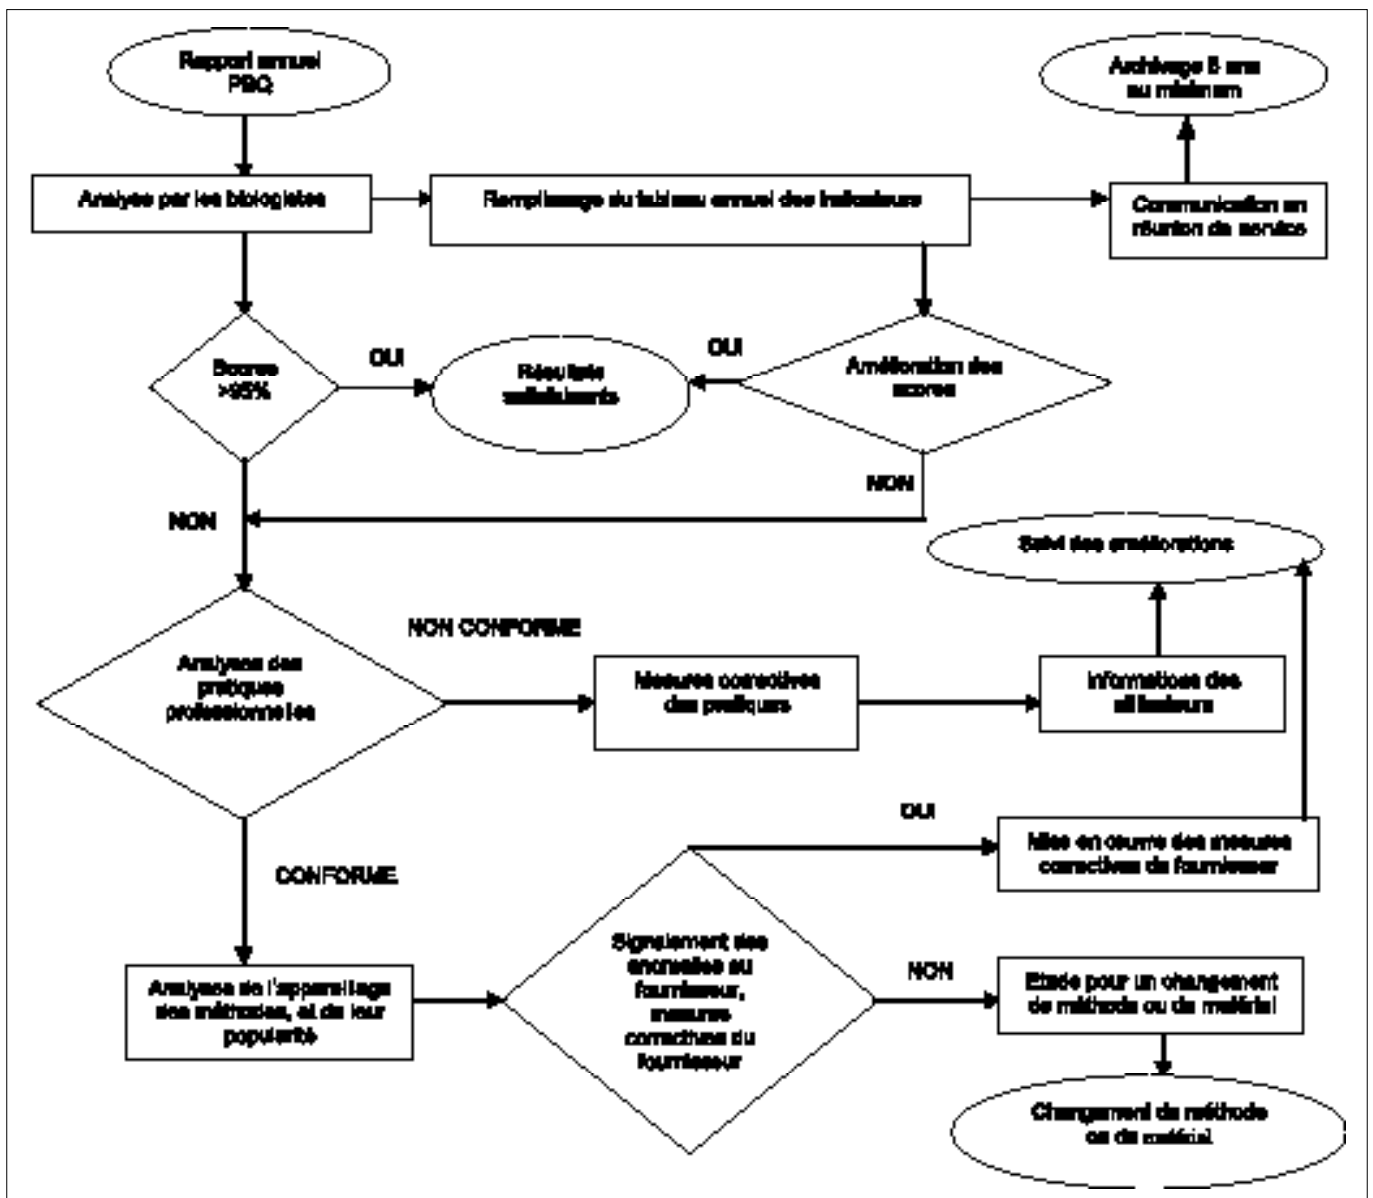 Rapport annuel
PBQ
Archivage 5 ans
au minimum
Analyse par les biologistes
Remplissage du tableau annuel des indicateurs
Communication en
réunion de service
Scores
>95%
OUI
Résultats
satisfaisants
OUI
Amélioration des
scores
NON
NON
Suivi des améliorations
NON CONFORME
Analyses des
pratiques
professionnelles
Mesures correctives
des pratiques
Informations des
utilisateurs
OUI
Mise en œuvre des mesures
correctives du fournisseur
CONFORME
Signalement des
anomalies au
fournisseur,
mesures
correctives du
fournisseur
NON
Etude pour un changement
de méthode ou de matériel
Analyses de l'appareillage
des méthodes, et de leur
popularité
Changement de méthode
ou de matériel